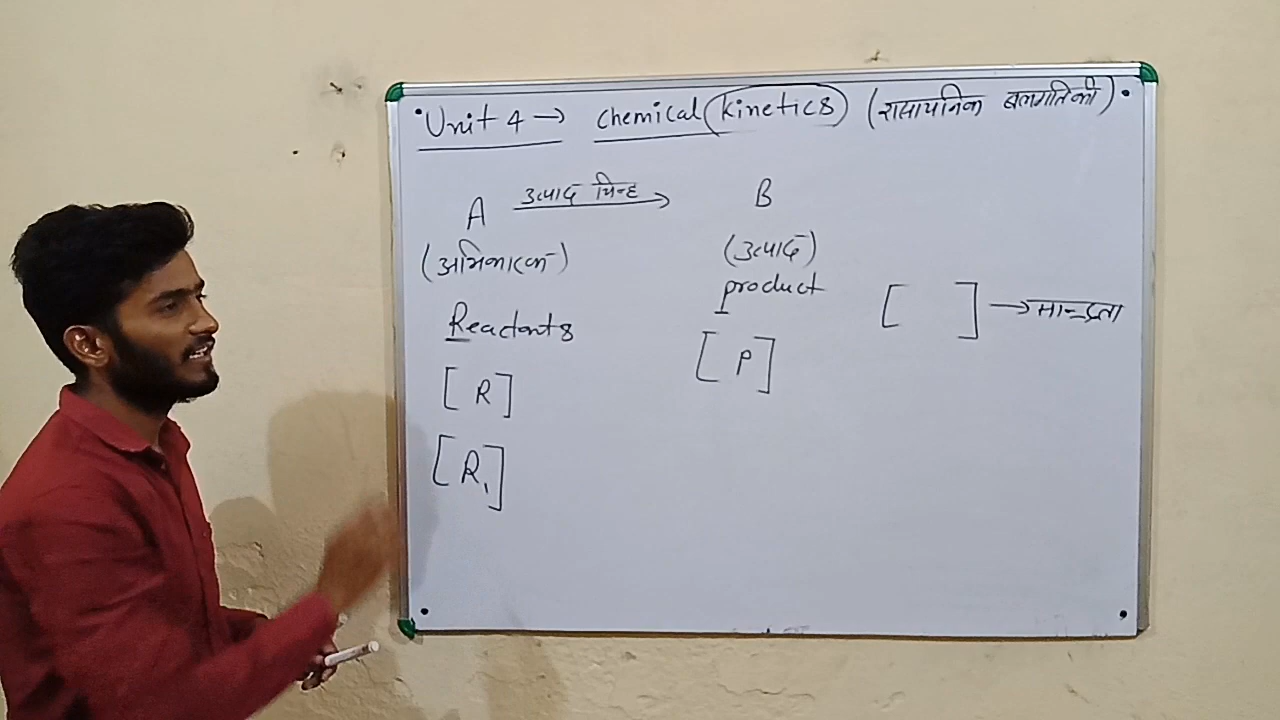 Unit 4 → Chemical kinetics (रासायनिक बलगतिकी)
A उत्पाद चिन्ह → B
(अभिकारक) (उत्पाद)
Reactants product
[ ] → सान्द्रता
[R] [P]
[R₁]